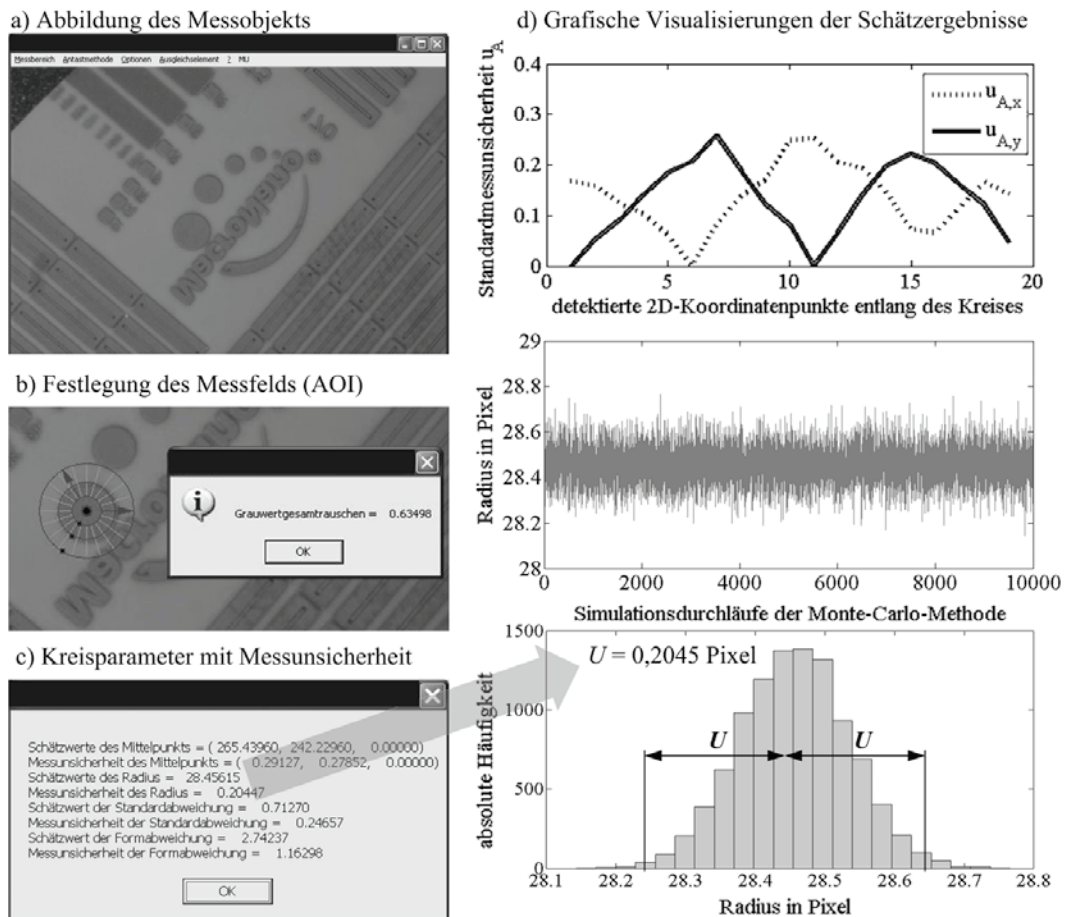 a) Abbildung des Messobjekts
Messbereich Antastmethode Optionen Ausgleichselement ? MU
MechoTronoNano
b) Festlegung des Messfelds (AOI)
Grauwertgesamtrauschen = 0.63498
OK
c) Kreisparameter mit Messunsicherheit
Schätzwerte des Mittelpunkts = ( 265.43960, 242.22960, 0.00000)
Messunsicherheit des Mittelpunkts = ( 0.29127, 0.27852, 0.00000)
Schätzwerte des Radius = 28.45615
Messunsicherheit des Radius = 0.20447
Schätzwert der Standardabweichung = 0.71270
Messunsicherheit der Standardabweichung = 0.24657
Schätzwert der Formabweichung = 2.74237
Messunsicherheit der Formabweichung = 1.16298
OK
d) Grafische Visualisierungen der Schätzergebnisse
Standardmessunsicherheit u_A
0.4
0.3
0.2
0.1
0
u_A,x
u_A,y
0 5 10 15 20
detektierte 2D-Koordinatenpunkte entlang des Kreises
Radius in Pixel
29
28.8
28.6
28.4
28.2
28
0 2000 4000 6000 8000 10000
Simulationsdurchläufe der Monte-Carlo-Methode
absolute Häufigkeit
1500
1000
500
0
U = 0,2045 Pixel
U U
28.1 28.2 28.3 28.4 28.5 28.6 28.7 28.8
Radius in Pixel